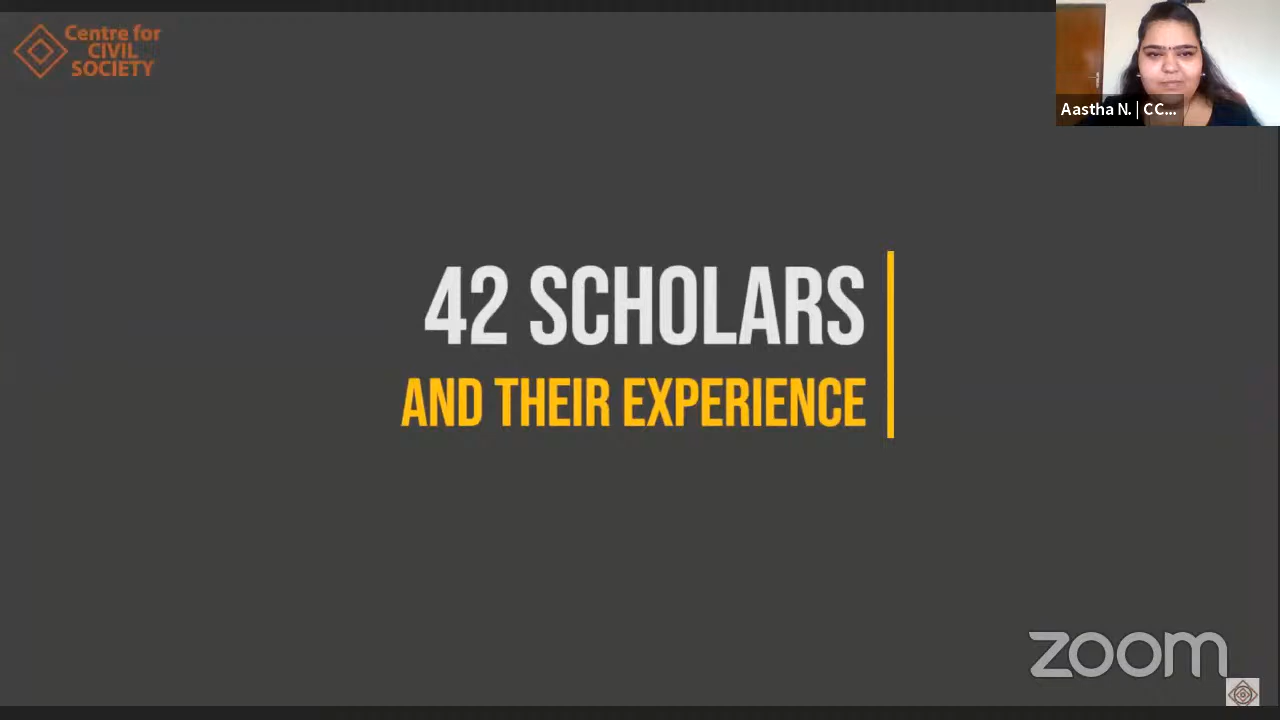 Centre for
CIVIL
SOCIETY
Aastha N. | CC...
42 SCHOLARS
AND THEIR EXPERIENCE
zoom